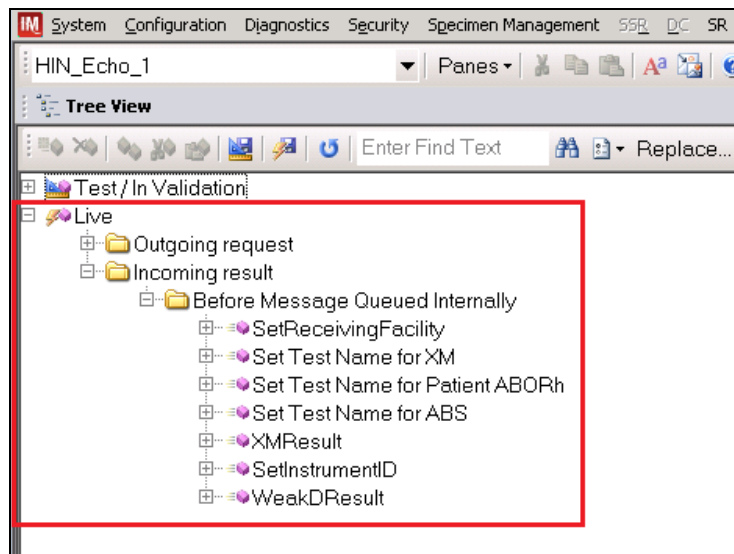 IM System Configuration Diagnostics Security Specimen Management SSR DC SR
HIN_Echo_1 Panes Aa
Tree View
Enter Find Text Replace...
Test / In Validation
Live
Outgoing request
Incoming result
Before Message Queued Internally
SetReceivingFacility
Set Test Name for XM
Set Test Name for Patient ABORh
Set Test Name for ABS
XMResult
SetInstrumentID
WeakDResult